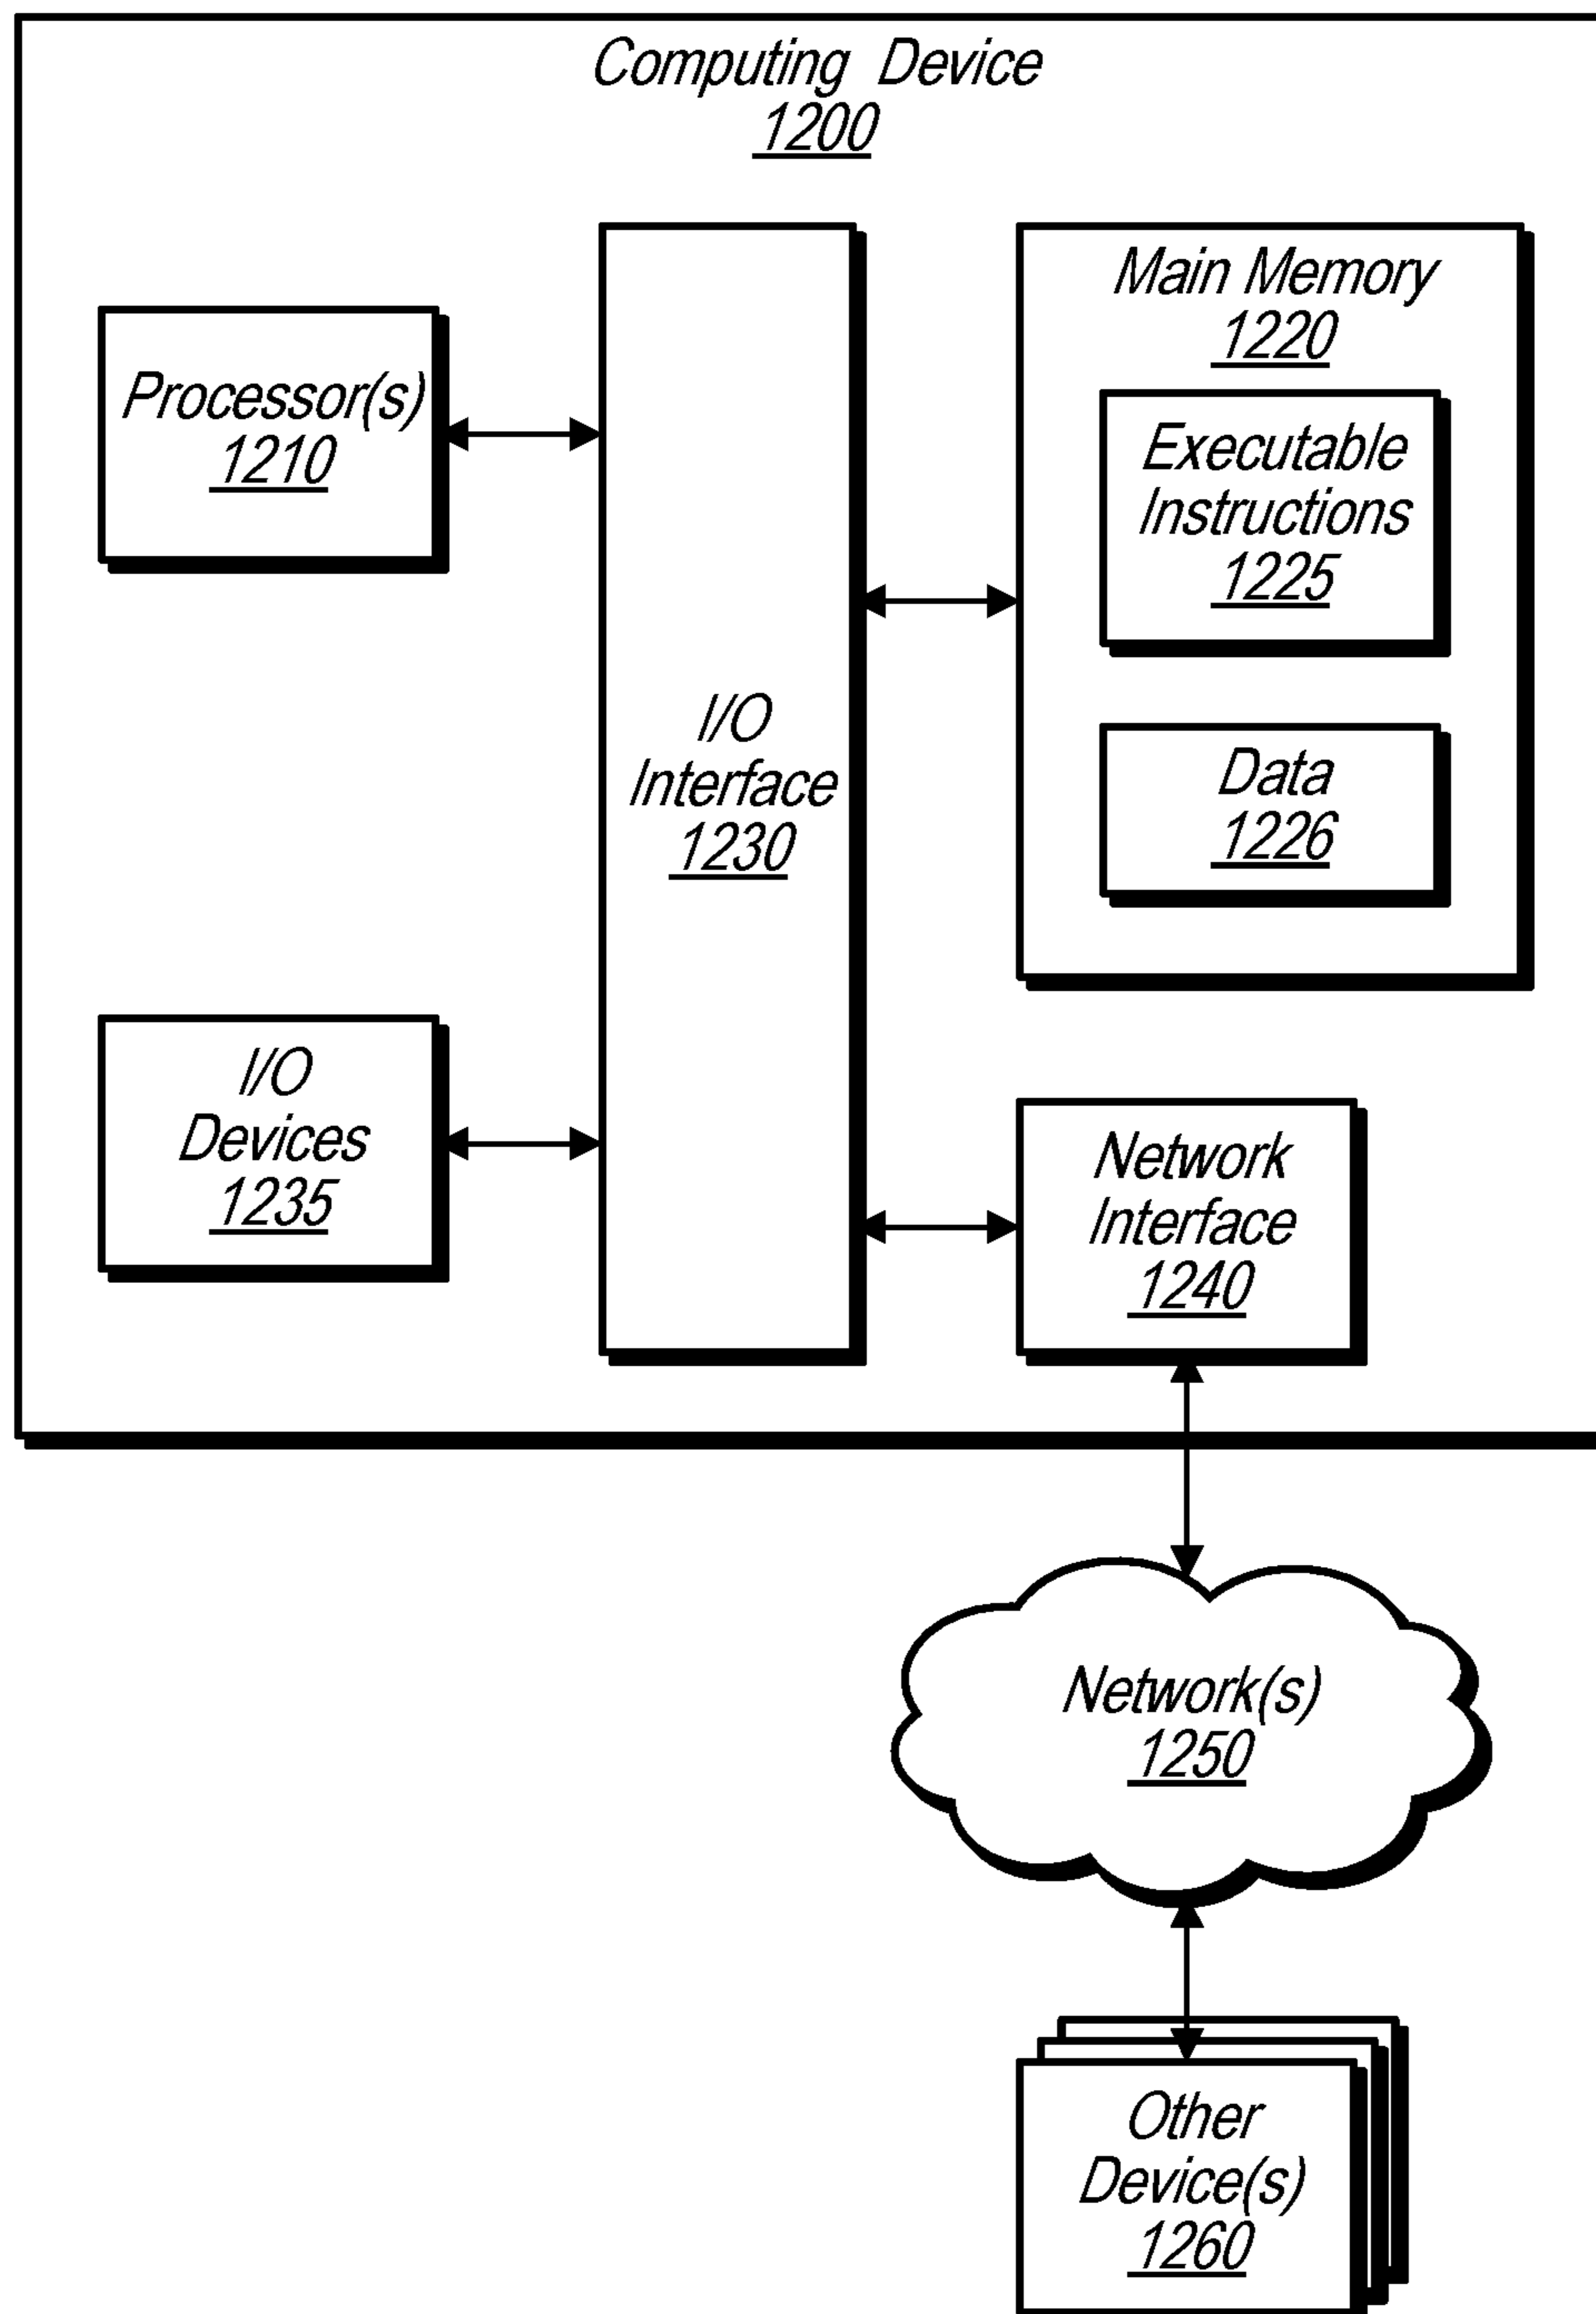 Computing Device
1200
Processor(s)
1210
I/O
Interface
1230
Main Memory
1220
Executable
Instructions
1225
Data
1226
I/O
Devices
1235
Network
Interface
1240
Network(s)
1250
Other
Device(s)
1260